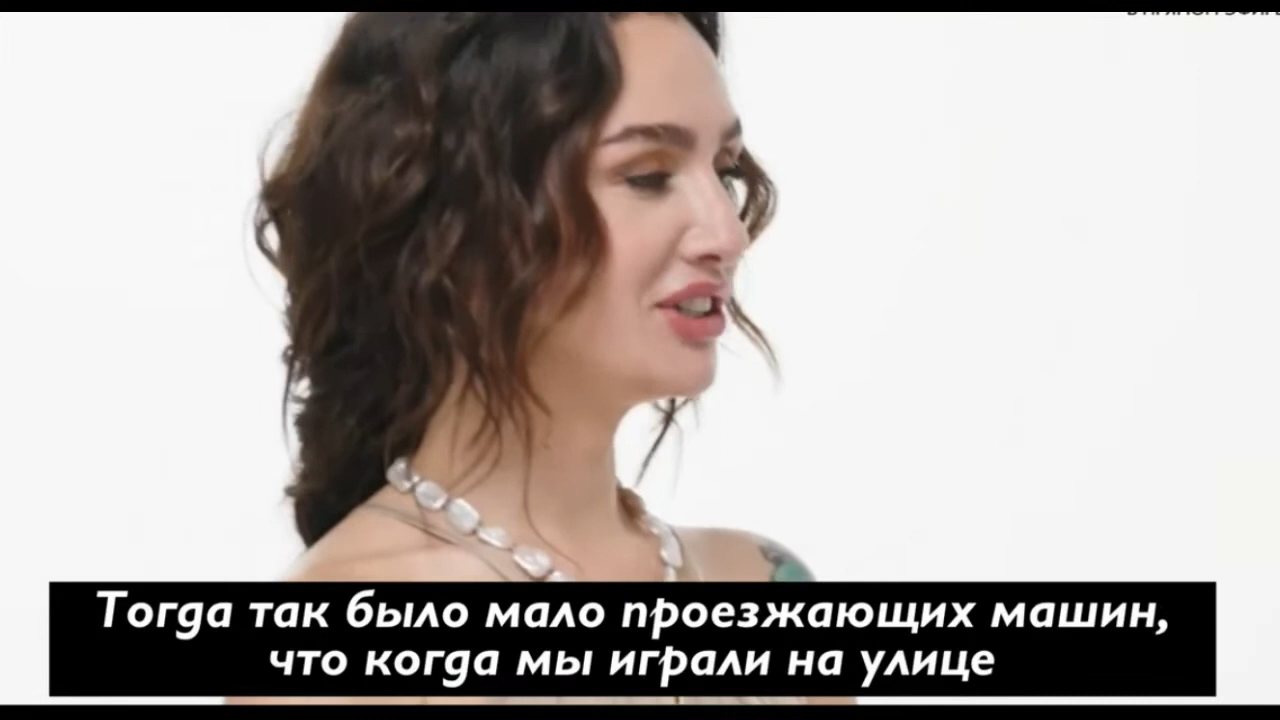 Тогда так было мало проезжающих машин,
что когда мы играли на улице